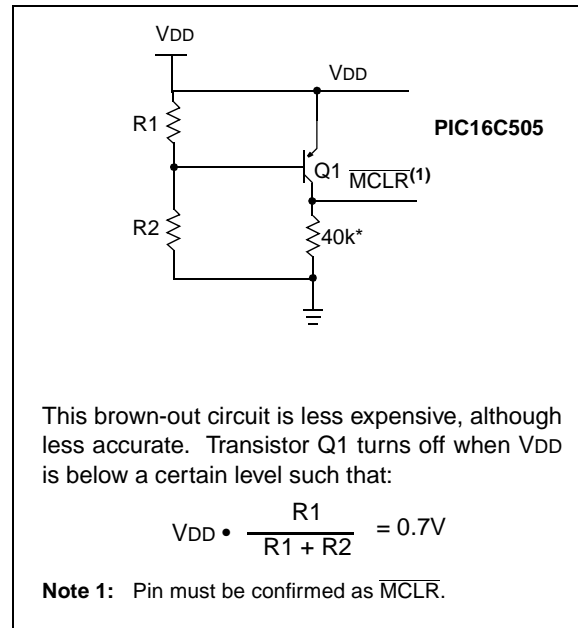 VDD
VDD
R1
PIC16C505
Q1
MCLR(1)
R2
40k*
This brown-out circuit is less expensive, although
less accurate. Transistor Q1 turns off when VDD
is below a certain level such that:
VDD • R1 / R1 + R2 = 0.7V
Note 1: Pin must be confirmed as MCLR.